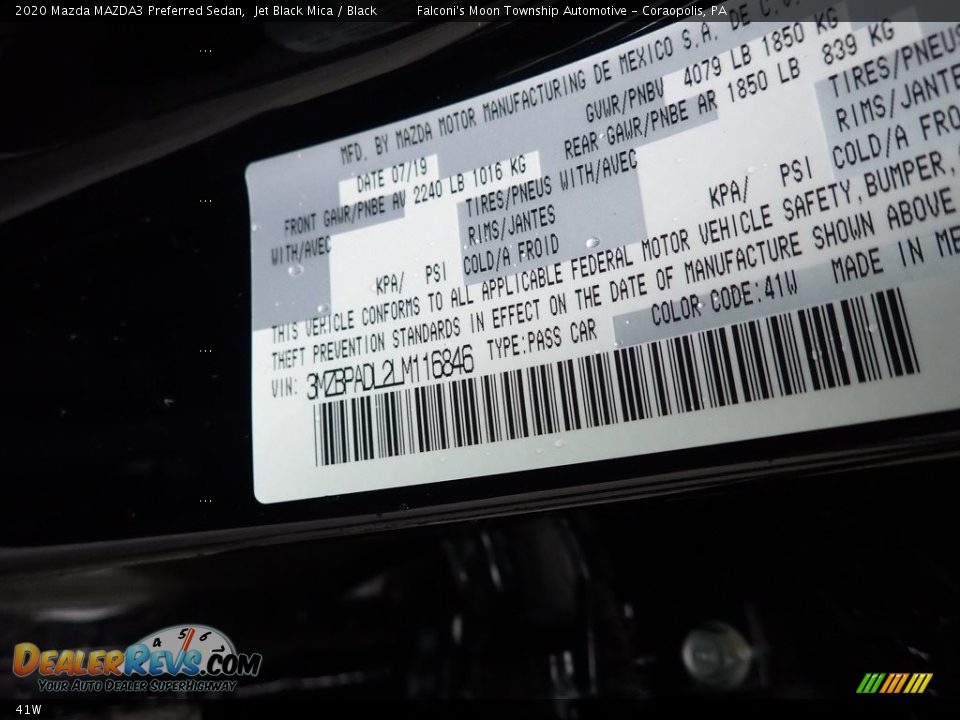 2020 Mazda MAZDA3 Preferred Sedan, Jet Black Mica / Black Falconi's Moon Township Automotive - Coraopolis, PA
MFD. BY MAZDA MOTOR MANUFACTURING DE MEXICO S.A. DE C.V.
DATE 07/19 GVWR/PNBV 4079 LB 1850 KG
FRONT GAWR/PNBE AV 2240 LB 1016 KG REAR GAWR/PNBE AR 1850 LB 839 KG
WITH/AVEC TIRES/PNEUS WITH/AVEC TIRES/PNEUS
RIMS/JANTES RIMS/JANTE
KPA/ PSI COLD/A FROID KPA/ PSI COLD/A FRO
THIS VEHICLE CONFORMS TO ALL APPLICABLE FEDERAL MOTOR VEHICLE SAFETY, BUMPER,
THEFT PREVENTION STANDARDS IN EFFECT ON THE DATE OF MANUFACTURE SHOWN ABOVE
VIN: 3MZBPADL2LM116846 TYPE:PASS CAR COLOR CODE:41W MADE IN ME
4 5 6
DEALERREVS.COM
YOUR AUTO DEALER SUPERHIGHWAY
41W